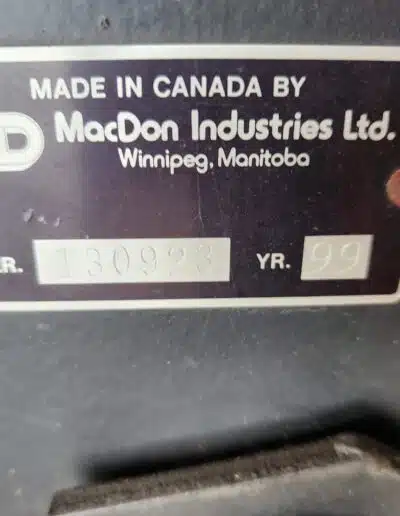 MADE IN CANADA BY
D MacDon Industries Ltd.
Winnipeg, Manitoba
.R. 130923 YR. 99